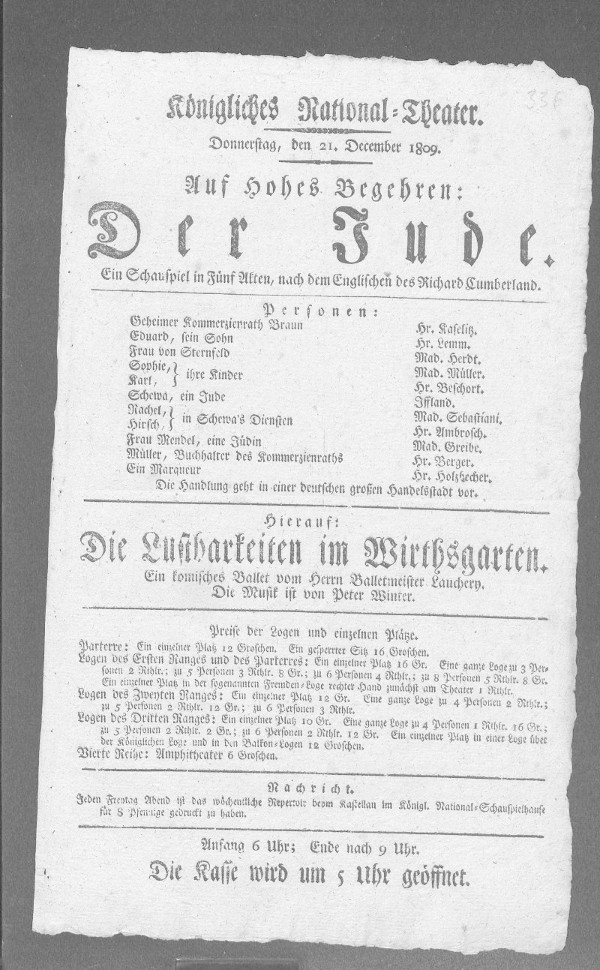 336
Königliches National-Theater.
Donnerstag, den 21. December 1809.
Auf Hohes Begehren:
Der Jude.
Ein Schauspiel in Fünf Akten, nach dem Englischen des Richard Cumberland.
Personen:
Geheimer Kommerzienrath Braun Hr. Kaselitz.
Eduard, sein Sohn Hr. Lemm.
Frau von Sternfeld Mad. Herdt.
Sophie, } ihre Kinder Mad. Müller.
Karl, Hr. Beschort.
Schewa, ein Jude Iffland.
Rachel, } in Schewa's Diensten Mad. Sebastiani.
Hirsch, Hr. Ambrosch.
Frau Mendel, eine Jüdin Mad. Greibe.
Müller, Buchhalter des Kommerzienraths Hr. Berger.
Ein Marqueur Hr. Holzbecher.
Die Handlung geht in einer deutschen großen Handelsstadt vor.
Hierauf:
Die Lustbarkeiten im Wirthsgarten.
Ein komisches Ballet vom Herrn Balletmeister Lauchery.
Die Musik ist von Peter Winter.
Preise der Logen und einzelnen Plätze.
Parterre: Ein einzelner Platz 12 Groschen. Ein gesperrter Sitz 16 Groschen.
Logen des Ersten Ranges und des Parterres: Ein einzelner Platz 16 Gr. Eine ganze Loge zu 3 Per-
sonen 2 Rthlr.; zu 5 Personen 3 Rthlr. 8 Gr.; zu 6 Personen 4 Rthlr.; zu 8 Personen 5 Rthlr. 8 Gr.
Ein einzelner Platz in der sogenannten Fremden-Loge rechter Hand zunächst am Theater 1 Rthlr.
Logen des Zweyten Ranges: Ein einzelner Platz 12 Gr. Eine ganze Loge zu 4 Personen 2 Rthlr.;
zu 5 Personen 2 Rthlr. 12 Gr.; zu 6 Personen 3 Rthlr.
Logen des Dritten Ranges: Ein einzelner Platz 10 Gr. Eine ganze Loge zu 4 Personen 1 Rthlr. 16 Gr.;
zu 5 Personen 2 Rthlr. 2 Gr.; zu 6 Personen 2 Rthlr. 12 Gr. Ein einzelner Platz in einer Loge über
der Königlichen Loge und in den Balkon-Logen 12 Groschen.
Vierte Reihe: Amphitheater 6 Groschen.
Nachricht.
Jeden Freytag Abend ist das wöchentliche Repertoir beym Kastellan im Königl. National-Schauspielhause
für 8 Pfennige gedruckt zu haben.
Anfang 6 Uhr; Ende nach 9 Uhr.
Die Kasse wird um 5 Uhr geöffnet.